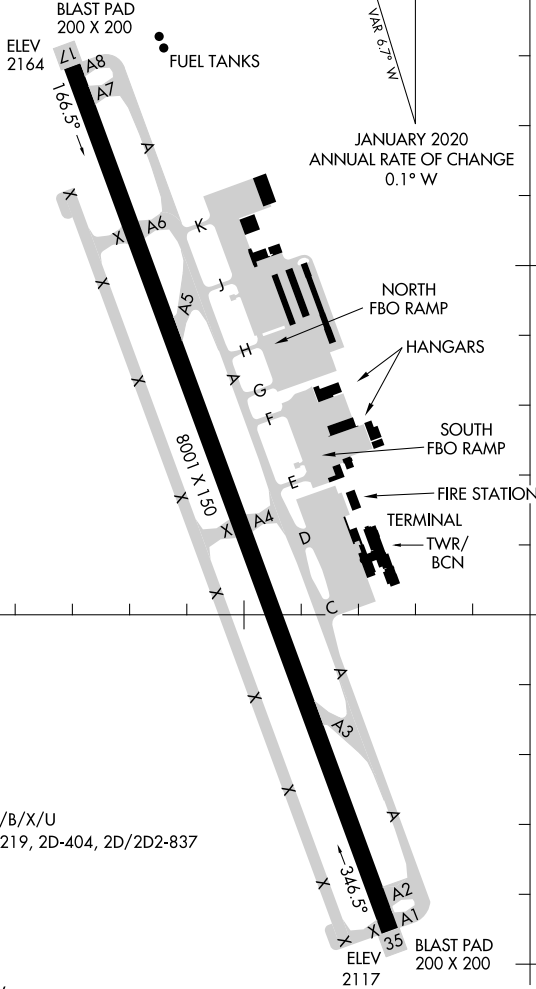 BLAST PAD
200 X 200
ELEV
2164
17
A8
A7
FUEL TANKS
VAR 6.7° W
166.5°
A
JANUARY 2020
ANNUAL RATE OF CHANGE
0.1° W
X
X
A6
K
X
J
A5
NORTH
FBO RAMP
H
HANGARS
X
A
G
F
8001 X 150
SOUTH
FBO RAMP
E
X
FIRE STATION
X
A4
D
TERMINAL
TWR/
BCN
X
C
A
X
A3
X
A
/B/X/U
219, 2D-404, 2D/2D2-837
346.5°
X
A2
A1
X
X
35
BLAST PAD
200 X 200
ELEV
2117